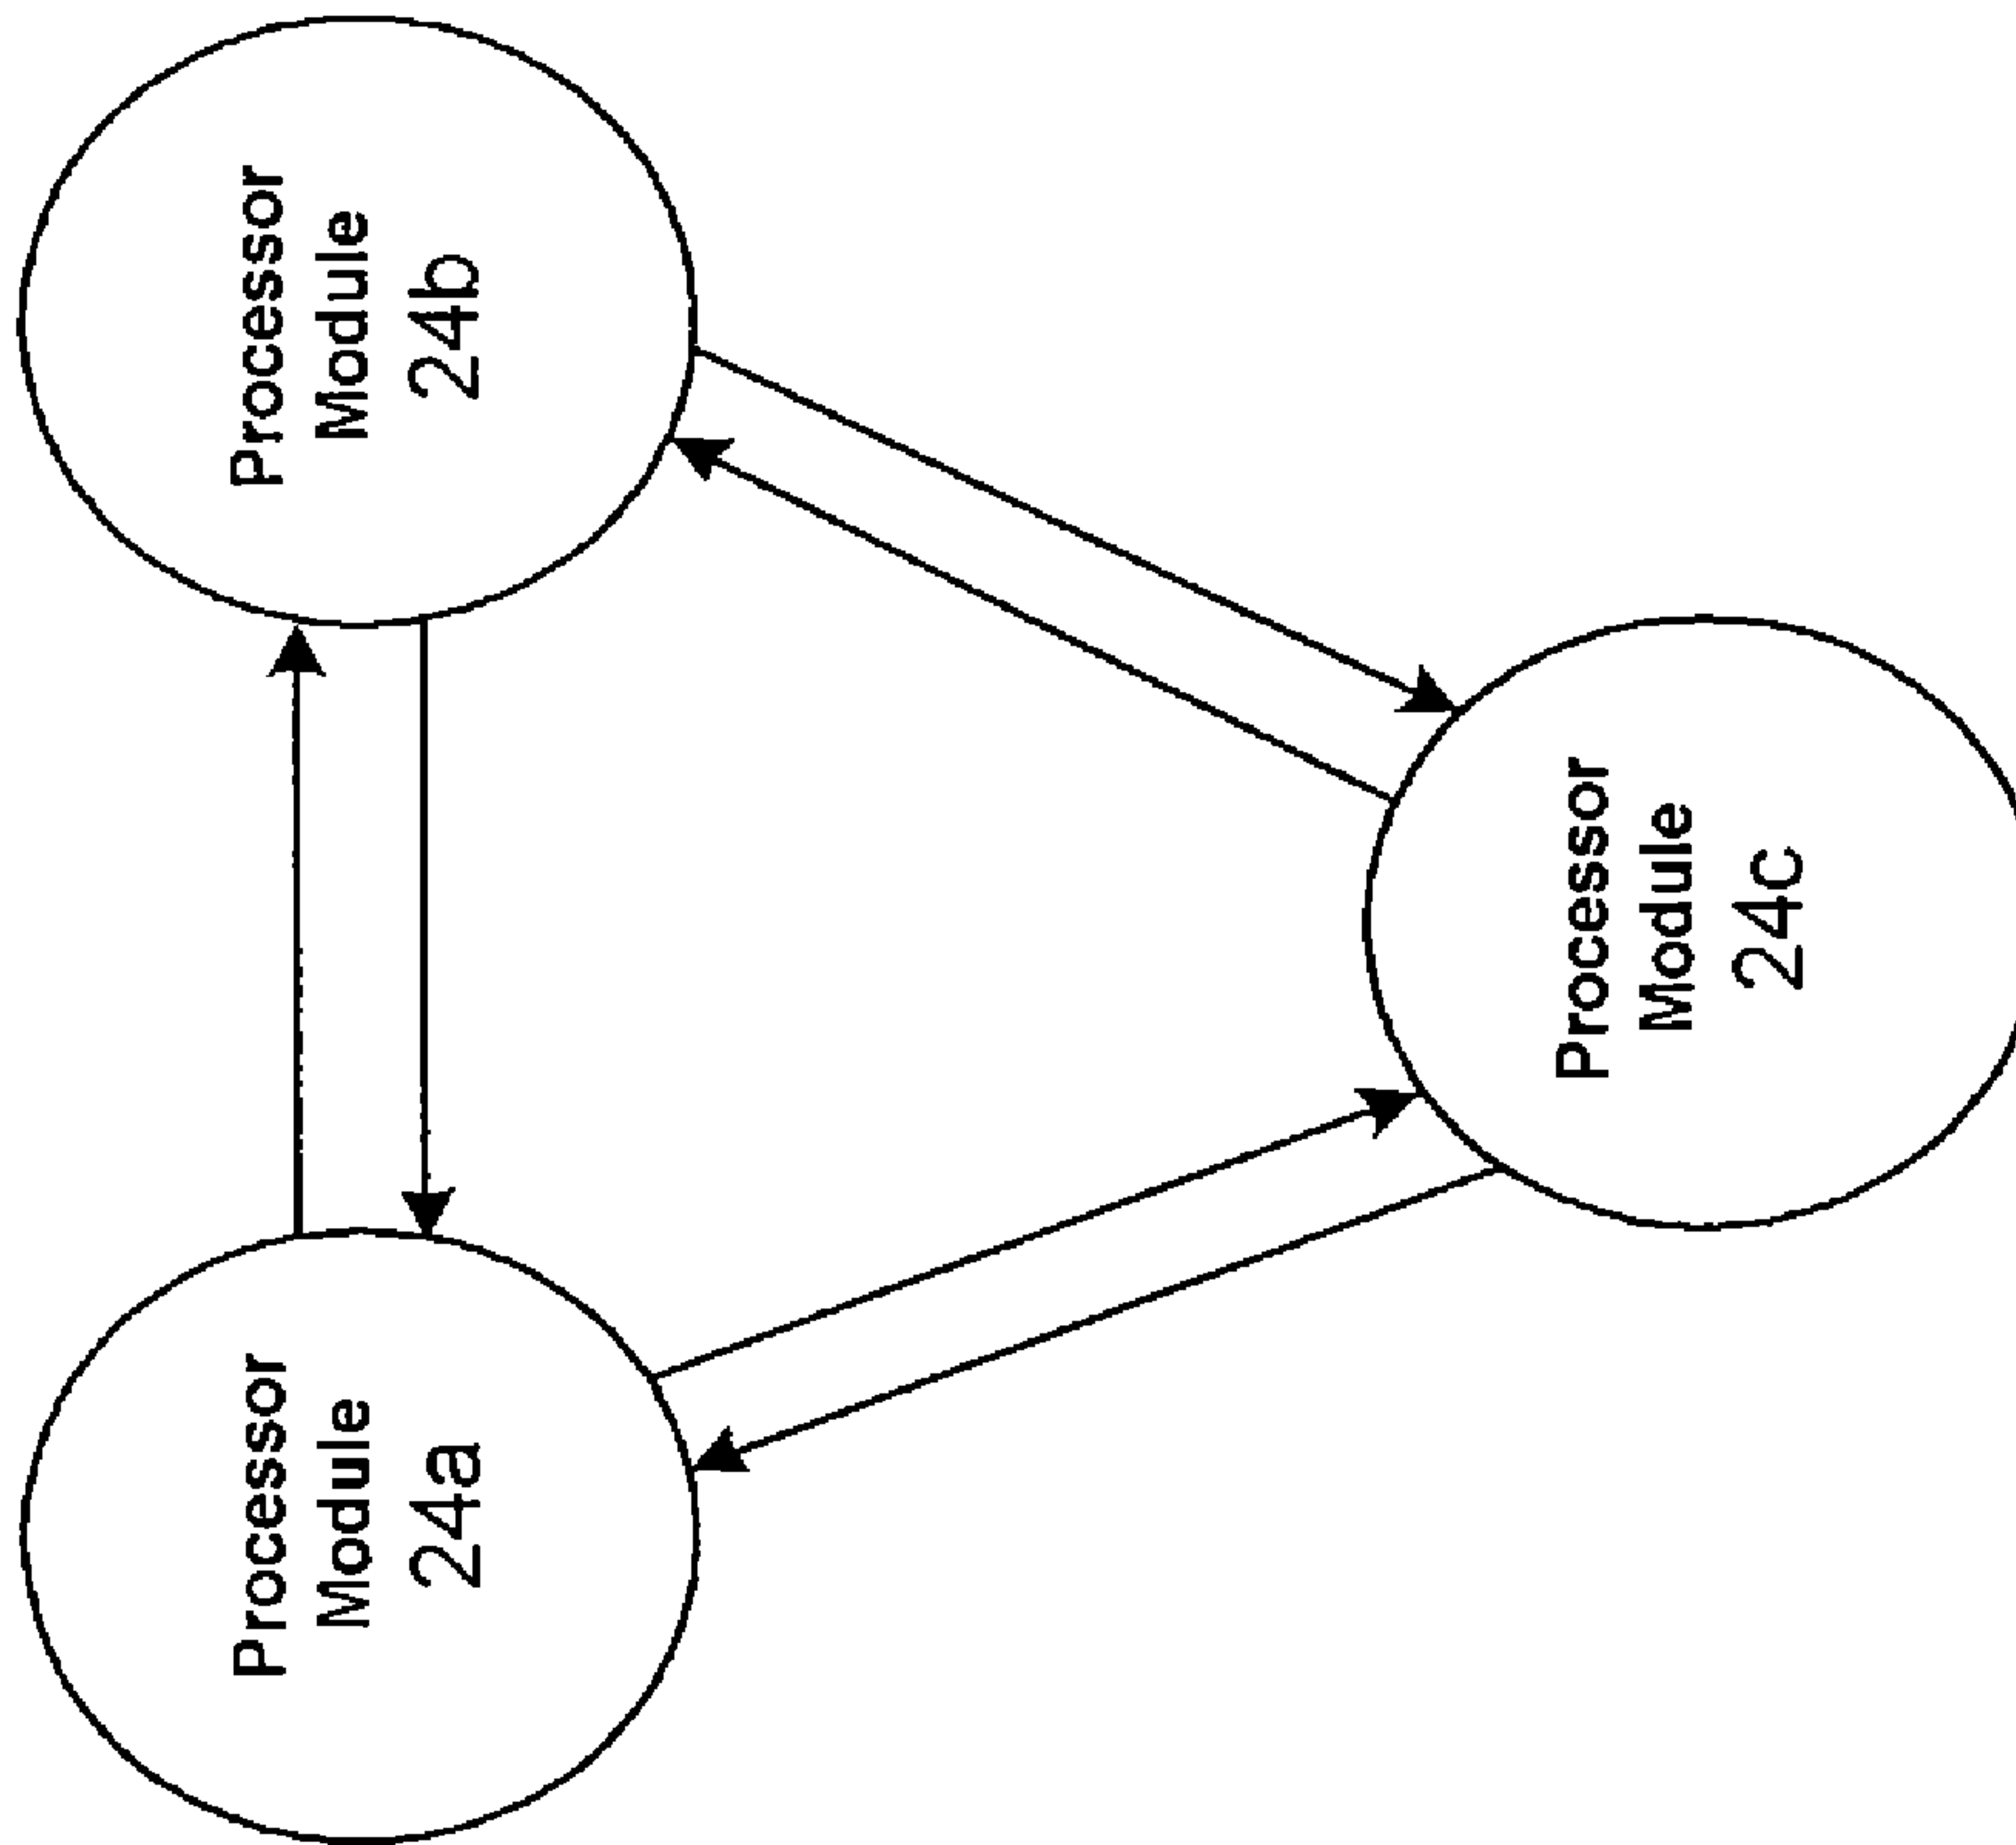 Processor
Module
24a
Processor
Module
24b
Processor
Module
24c